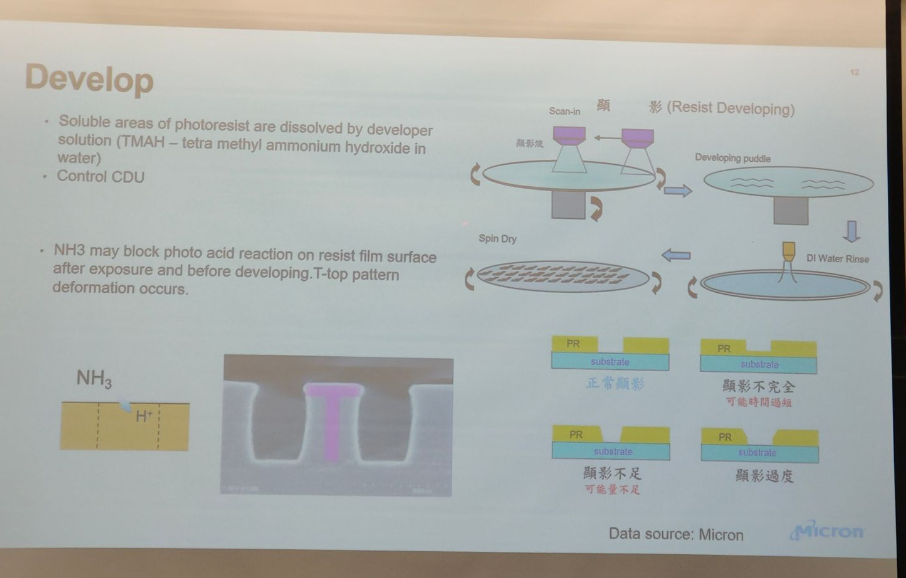 Develop
12
• Soluble areas of photoresist are dissolved by developer
solution (TMAH – tetra methyl ammonium hydroxide in
water)
• Control CDU
• NH3 may block photo acid reaction on resist film surface
after exposure and before developing.T-top pattern
deformation occurs.
NH3
H+
T
顯 影 (Resist Developing)
Scan-in
顯影液
Developing puddle
DI Water Rinse
Spin Dry
PR
substrate
正常顯影
PR
substrate
顯影不完全
可能時間過短
PR
substrate
顯影不足
可能量不足
PR
substrate
顯影過度
Data source: Micron
Micron